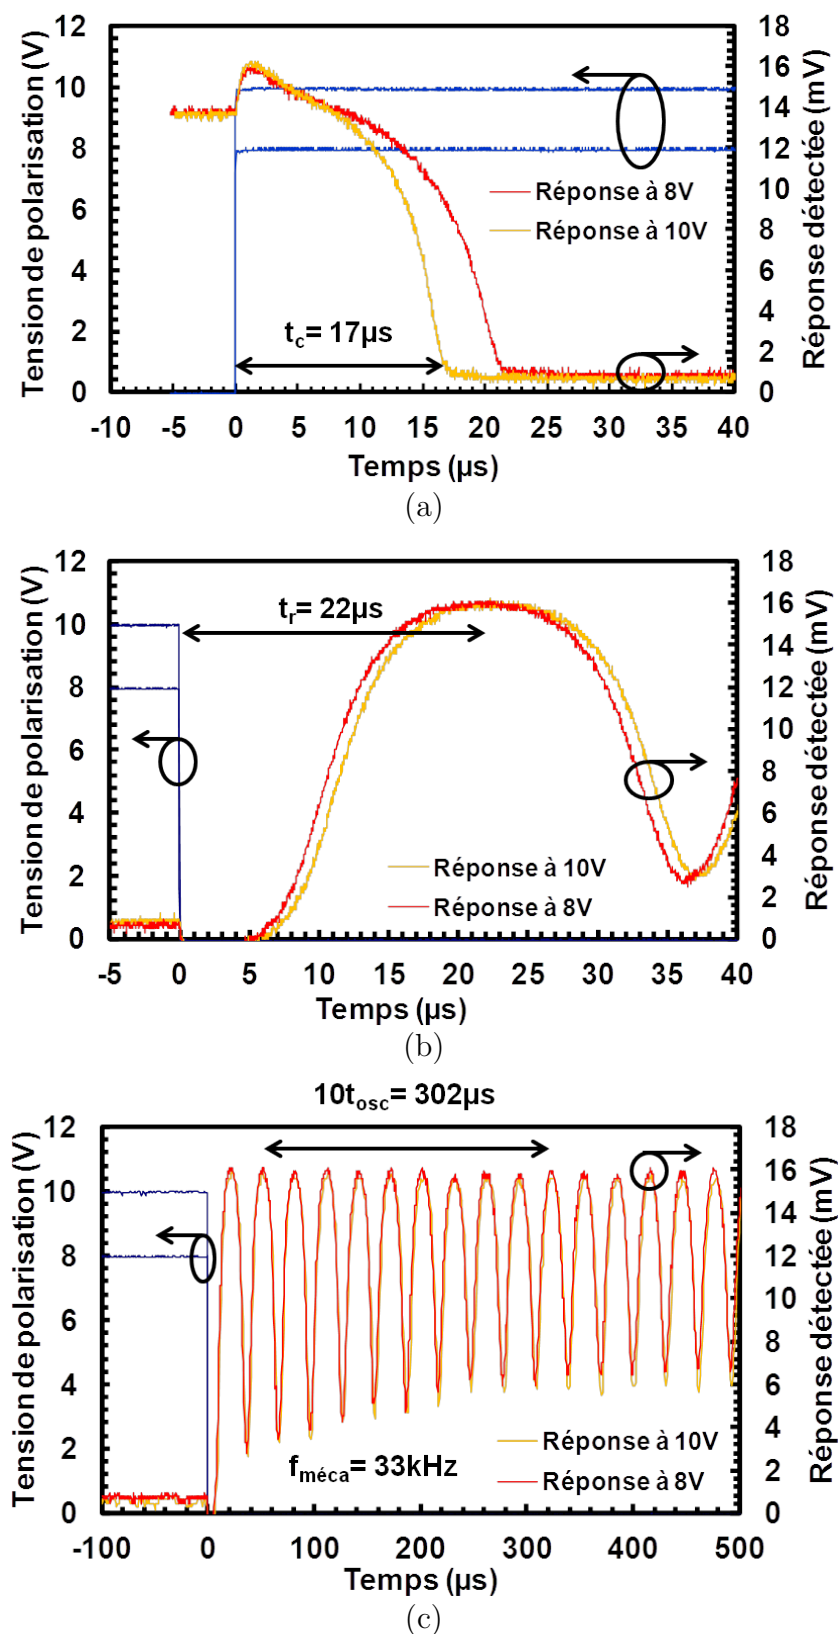 12
10
8
6
4
2
0
Tension de polarisation (V)
18
16
14
12
10
8
6
4
2
0
Réponse détectée (mV)
Réponse à 8V
Réponse à 10V
tc= 17µs
-10 -5 0 5 10 15 20 25 30 35 40
Temps (µs)
(a)
12
10
8
6
4
2
0
Tension de polarisation (V)
18
16
14
12
10
8
6
4
2
0
Réponse détectée (mV)
tr= 22µs
Réponse à 10V
Réponse à 8V
-5 0 5 10 15 20 25 30 35 40
Temps (µs)
(b)
10tosc= 302µs
12
10
8
6
4
2
0
Tension de polarisation (V)
18
16
14
12
10
8
6
4
2
0
Réponse détectée (mV)
Réponse à 10V
fméca= 33kHz
Réponse à 8V
-100 0 100 200 300 400 500
Temps (µs)
(c)